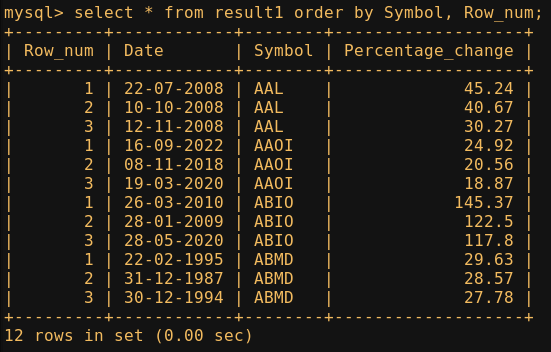 mysql> select * from result1 order by Symbol, Row_num;
+---------+------------+--------+-------------------+
| Row_num | Date       | Symbol | Percentage_change |
+---------+------------+--------+-------------------+
|       1 | 22-07-2008 | AAL    |             45.24 |
|       2 | 10-10-2008 | AAL    |             40.67 |
|       3 | 12-11-2008 | AAL    |             30.27 |
|       1 | 16-09-2022 | AAOI   |             24.92 |
|       2 | 08-11-2018 | AAOI   |             20.56 |
|       3 | 19-03-2020 | AAOI   |             18.87 |
|       1 | 26-03-2010 | ABIO   |            145.37 |
|       2 | 28-01-2009 | ABIO   |             122.5 |
|       3 | 28-05-2020 | ABIO   |             117.8 |
|       1 | 22-02-1995 | ABMD   |             29.63 |
|       2 | 31-12-1987 | ABMD   |             28.57 |
|       3 | 30-12-1994 | ABMD   |             27.78 |
+---------+------------+--------+-------------------+
12 rows in set (0.00 sec)